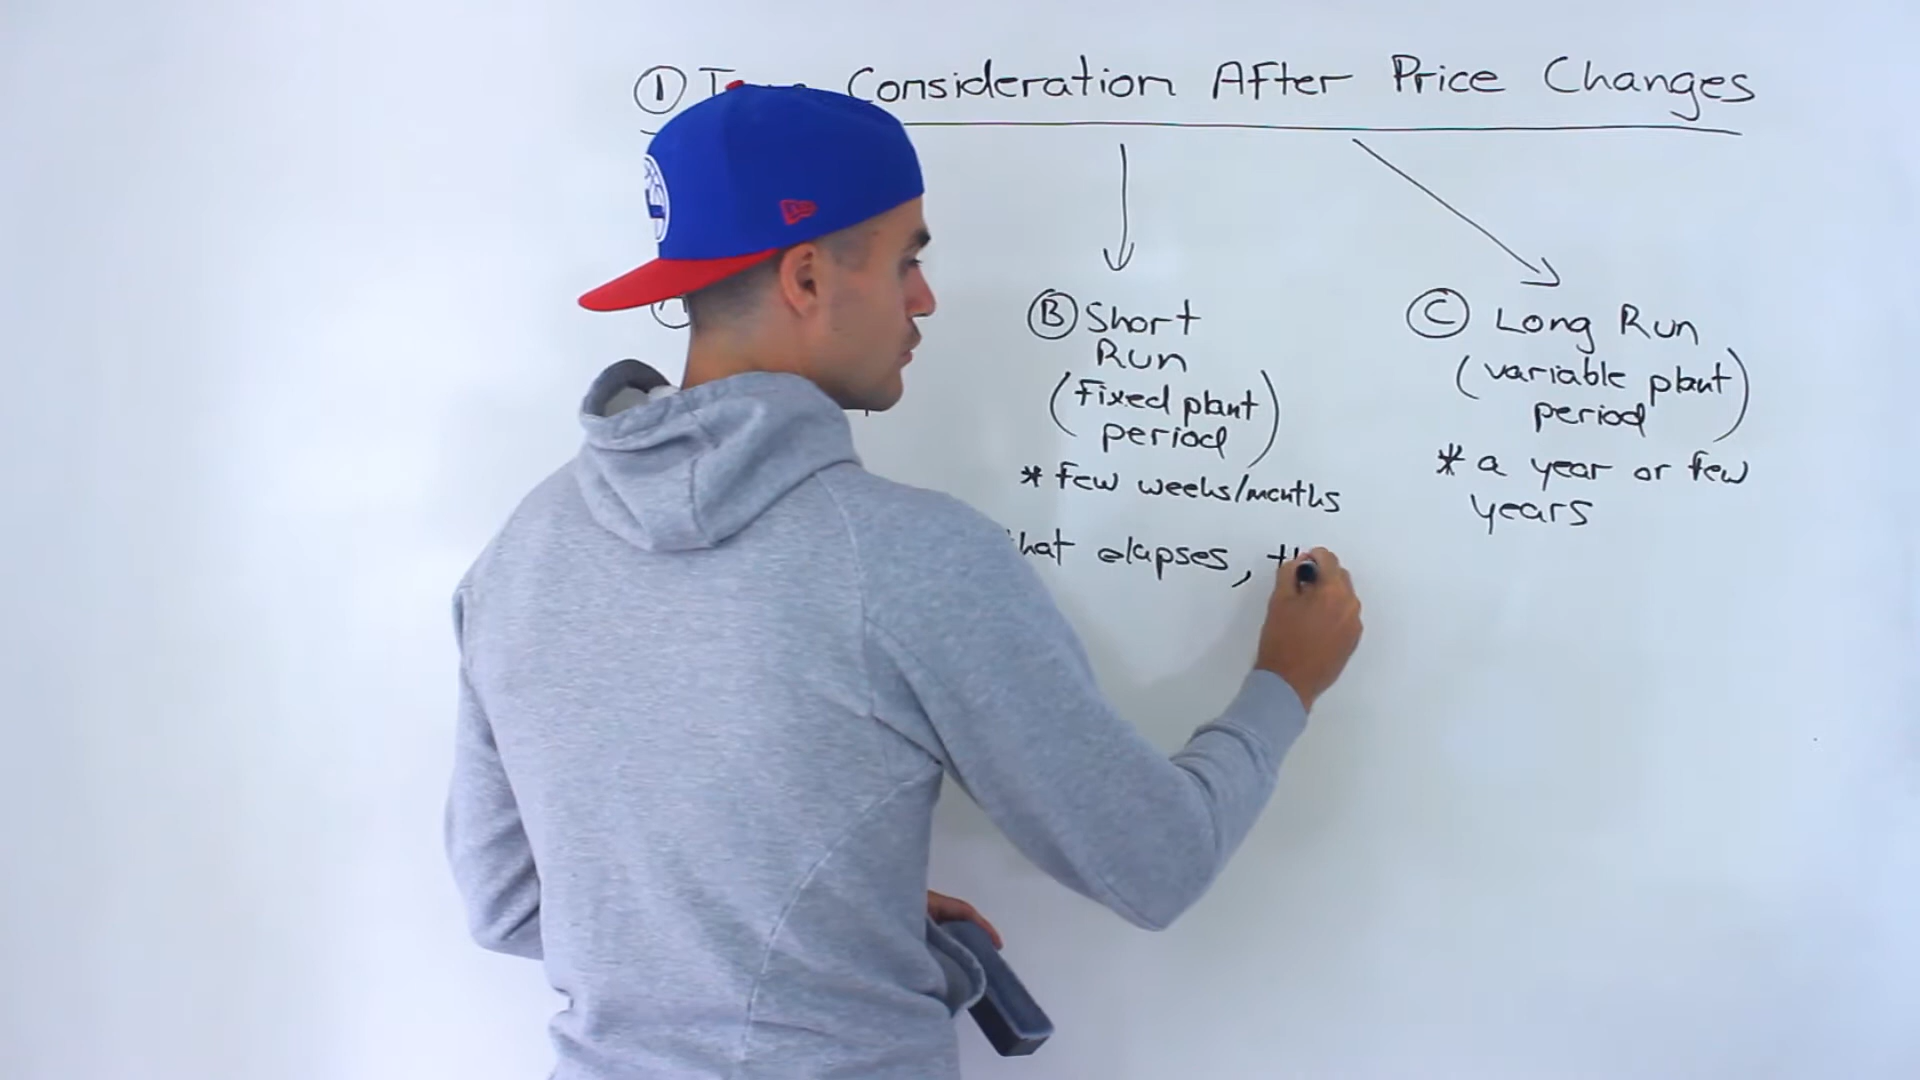 ① Consideration After Price Changes
Ⓑ Short
Run
(Fixed plant
period)
* few weeks/months
Ⓒ Long Run
(variable plant
period)
* a year or few
years
that elapses,